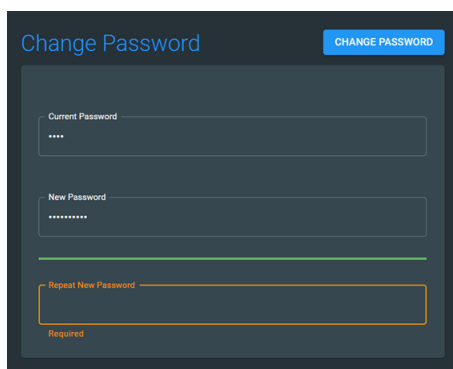 Change Password
CHANGE PASSWORD
Current Password
••••
New Password
••••••••••
Repeat New Password
Required